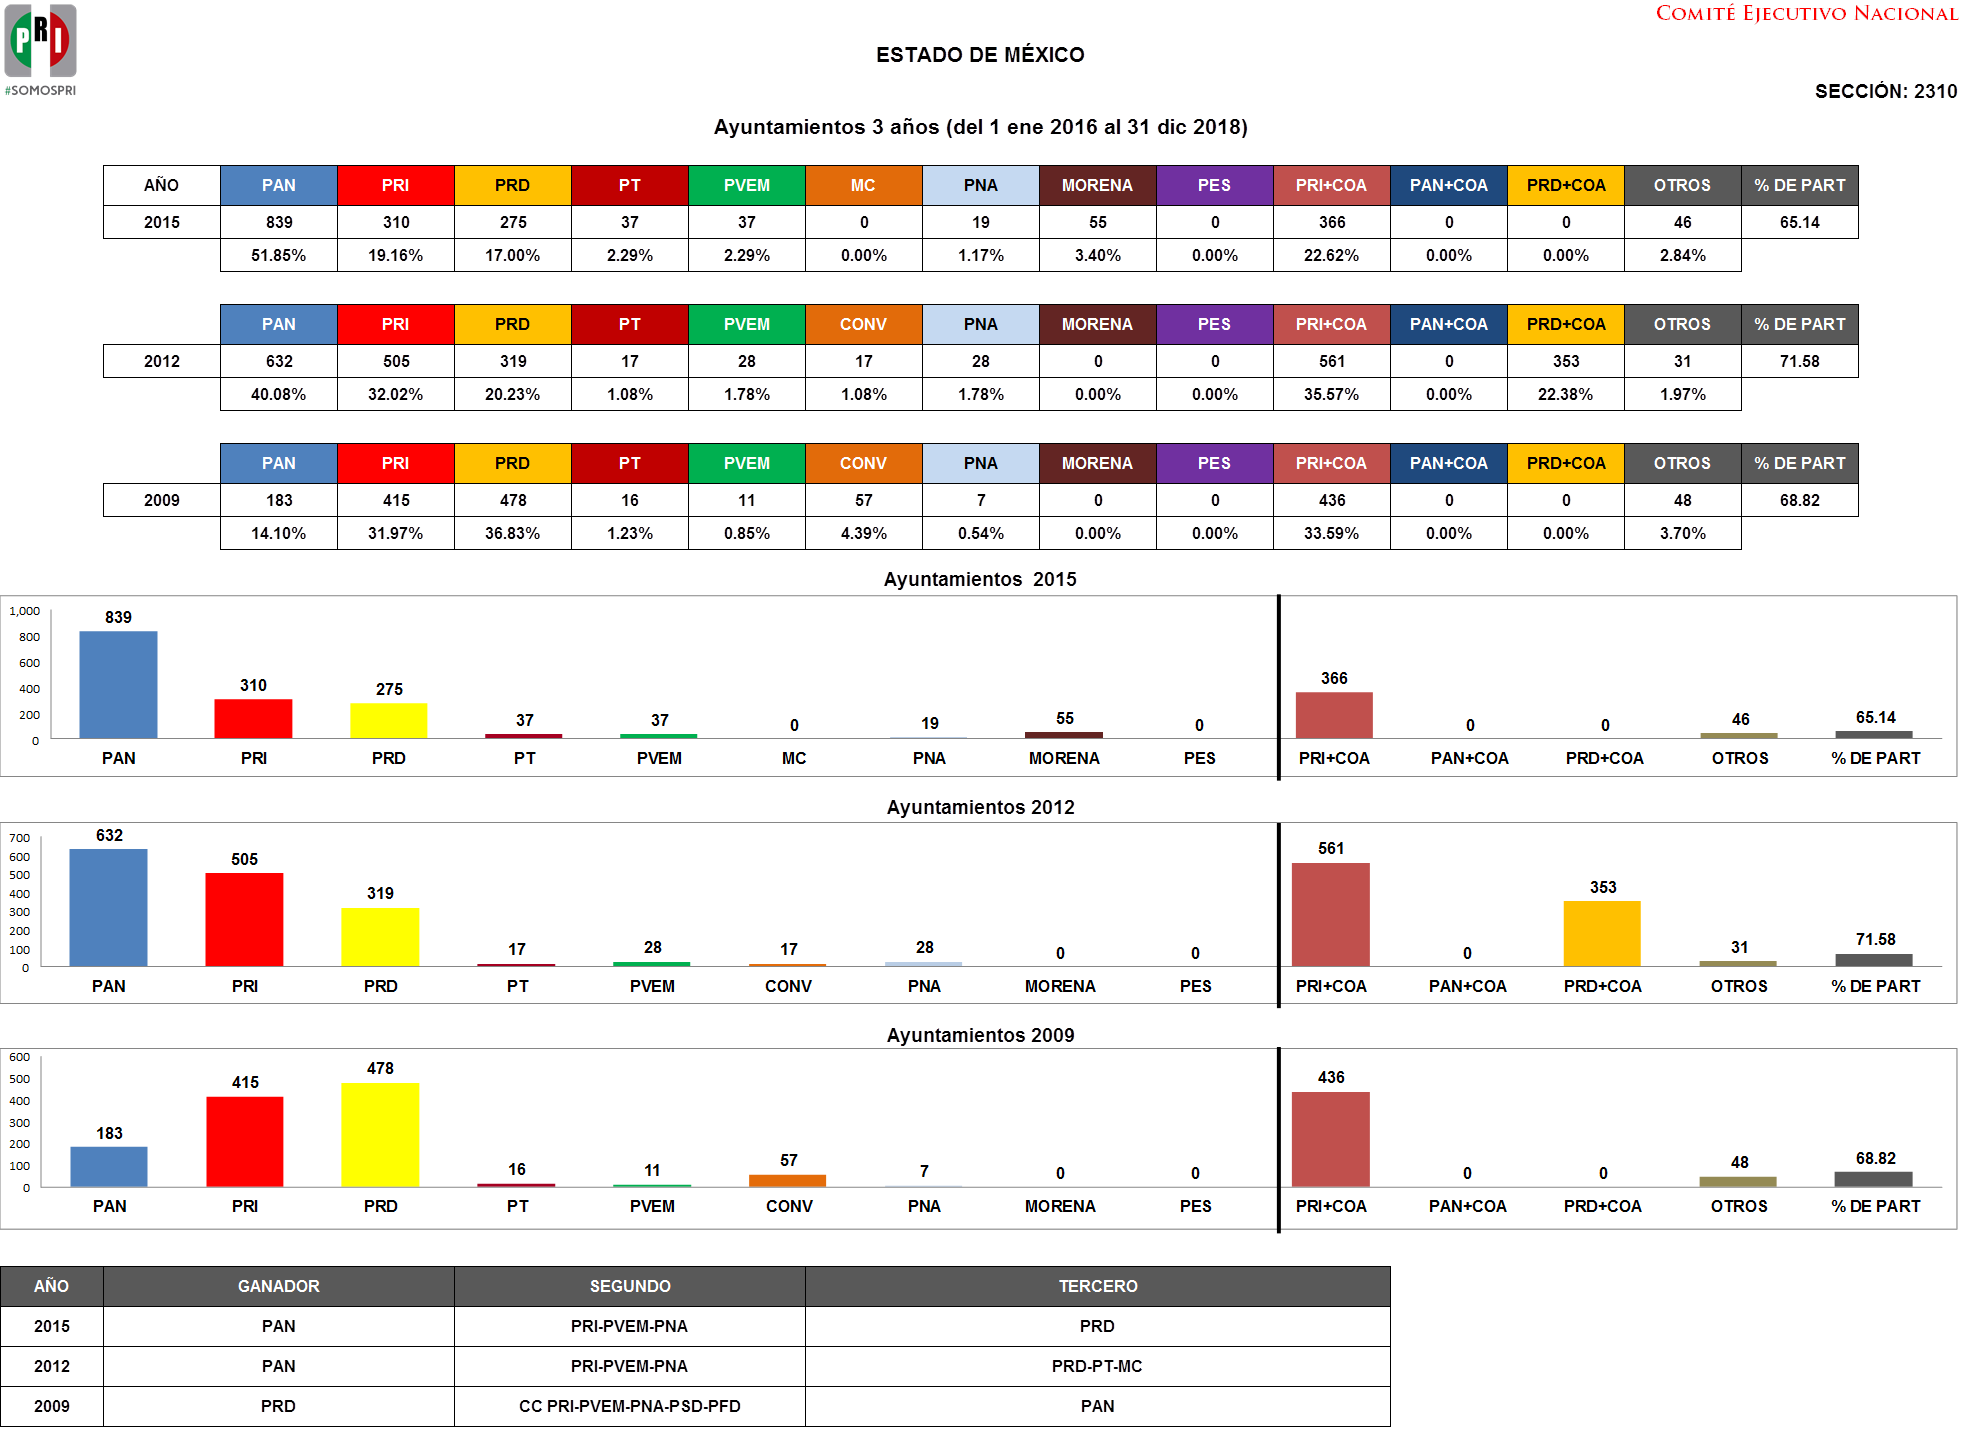 PRI
#SOMOSPRI
COMITÉ EJECUTIVO NACIONAL
ESTADO DE MÉXICO
SECCIÓN: 2310
Ayuntamientos 3 años (del 1 ene 2016 al 31 dic 2018)
AÑO PAN PRI PRD PT PVEM MC PNA MORENA PES PRI+COA PAN+COA PRD+COA OTROS % DE PART
2015 839 310 275 37 37 0 19 55 0 366 0 0 46 65.14
51.85% 19.16% 17.00% 2.29% 2.29% 0.00% 1.17% 3.40% 0.00% 22.62% 0.00% 0.00% 2.84%
PAN PRI PRD PT PVEM CONV PNA MORENA PES PRI+COA PAN+COA PRD+COA OTROS % DE PART
2012 632 505 319 17 28 17 28 0 0 561 0 353 31 71.58
40.08% 32.02% 20.23% 1.08% 1.78% 1.08% 1.78% 0.00% 0.00% 35.57% 0.00% 22.38% 1.97%
PAN PRI PRD PT PVEM CONV PNA MORENA PES PRI+COA PAN+COA PRD+COA OTROS % DE PART
2009 183 415 478 16 11 57 7 0 0 436 0 0 48 68.82
14.10% 31.97% 36.83% 1.23% 0.85% 4.39% 0.54% 0.00% 0.00% 33.59% 0.00% 0.00% 3.70%
Ayuntamientos 2015
1,000
800
600
400
200
0
839 310 275 37 37 0 19 55 0 366 0 0 46 65.14
PAN PRI PRD PT PVEM MC PNA MORENA PES PRI+COA PAN+COA PRD+COA OTROS % DE PART
Ayuntamientos 2012
700
600
500
400
300
200
100
0
632 505 319 17 28 17 28 0 0 561 0 353 31 71.58
PAN PRI PRD PT PVEM CONV PNA MORENA PES PRI+COA PAN+COA PRD+COA OTROS % DE PART
Ayuntamientos 2009
600
500
400
300
200
100
0
183 415 478 16 11 57 7 0 0 436 0 0 48 68.82
PAN PRI PRD PT PVEM CONV PNA MORENA PES PRI+COA PAN+COA PRD+COA OTROS % DE PART
AÑO GANADOR SEGUNDO TERCERO
2015 PAN PRI-PVEM-PNA PRD
2012 PAN PRI-PVEM-PNA PRD-PT-MC
2009 PRD CC PRI-PVEM-PNA-PSD-PFD PAN